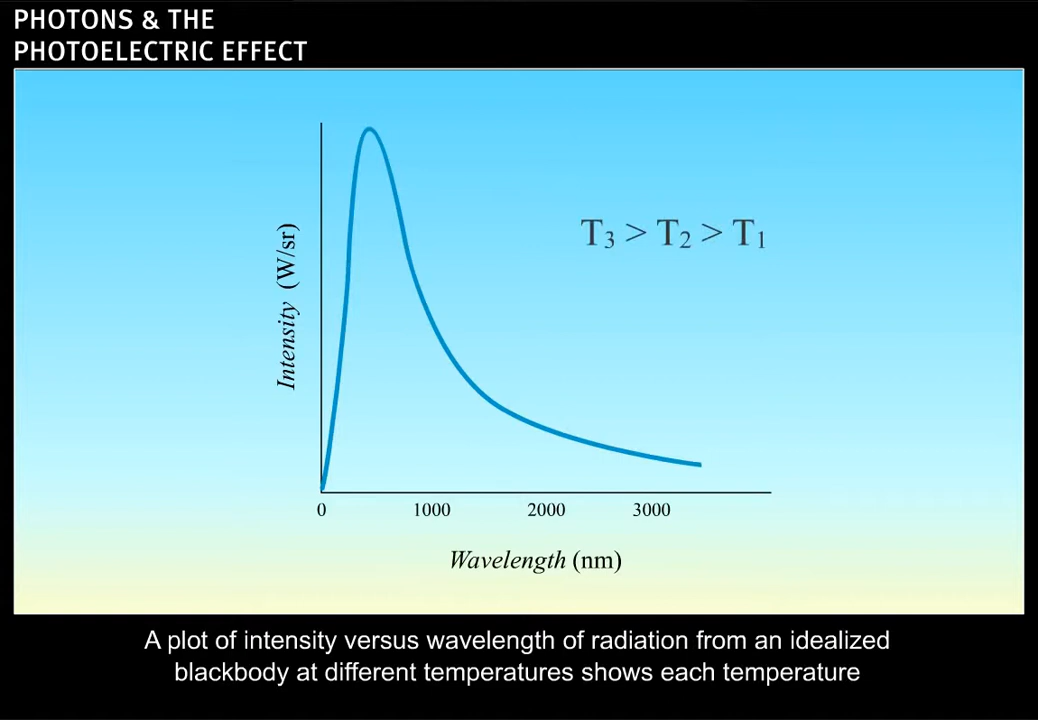 PHOTONS & THE
PHOTOELECTRIC EFFECT
T₃ > T₂ > T₁
Intensity (W/sr)
0 1000 2000 3000
Wavelength (nm)
A plot of intensity versus wavelength of radiation from an idealized
blackbody at different temperatures shows each temperature